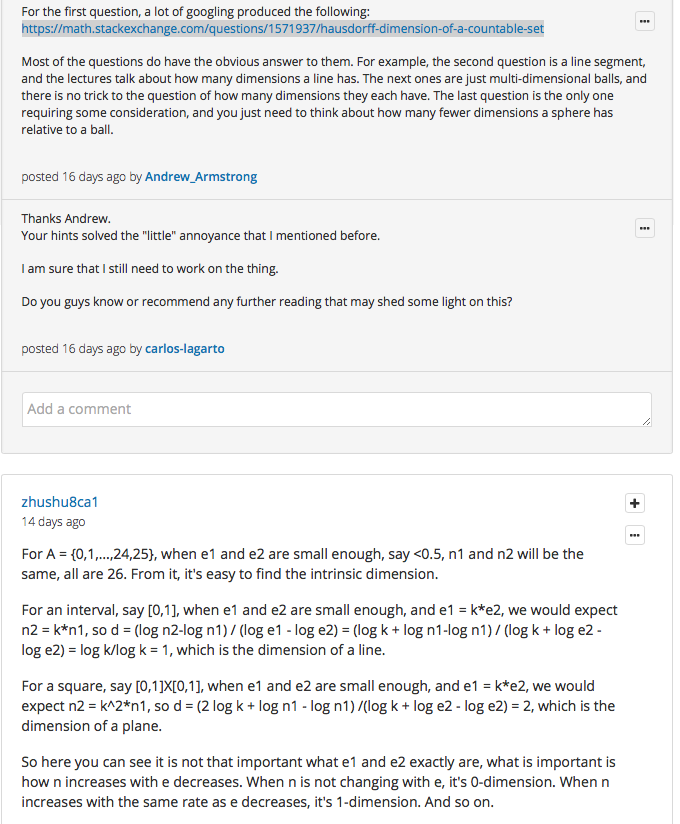 For the first question, a lot of googling produced the following:
https://math.stackexchange.com/questions/1571937/hausdorff-dimension-of-a-countable-set
Most of the questions do have the obvious answer to them. For example, the second question is a line segment,
and the lectures talk about how many dimensions a line has. The next ones are just multi-dimensional balls, and
there is no trick to the question of how many dimensions they each have. The last question is the only one
requiring some consideration, and you just need to think about how many fewer dimensions a sphere has
relative to a ball.
posted 16 days ago by Andrew_Armstrong
Thanks Andrew.
Your hints solved the "little" annoyance that I mentioned before.
I am sure that I still need to work on the thing.
Do you guys know or recommend any further reading that may shed some light on this?
posted 16 days ago by carlos-lagarto
Add a comment
zhushu8ca1
14 days ago
For A = {0,1,...,24,25}, when e1 and e2 are small enough, say <0.5, n1 and n2 will be the
same, all are 26. From it, it's easy to find the intrinsic dimension.
For an interval, say [0,1], when e1 and e2 are small enough, and e1 = k*e2, we would expect
n2 = k*n1, so d = (log n2-log n1) / (log e1 - log e2) = (log k + log n1-log n1) / (log k + log e2 -
log e2) = log k/log k = 1, which is the dimension of a line.
For a square, say [0,1]X[0,1], when e1 and e2 are small enough, and e1 = k*e2, we would
expect n2 = k^2*n1, so d = (2 log k + log n1 - log n1) /(log k + log e2 - log e2) = 2, which is the
dimension of a plane.
So here you can see it is not that important what e1 and e2 exactly are, what is important is
how n increases with e decreases. When n is not changing with e, it's 0-dimension. When n
increases with the same rate as e decreases, it's 1-dimension. And so on.